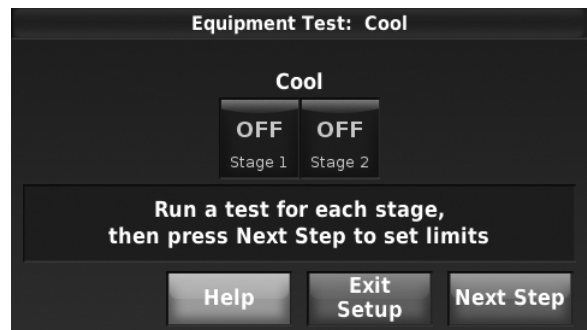 Equipment Test: Cool
Cool
OFF OFF
Stage 1 Stage 2
Run a test for each stage,
then press Next Step to set limits
Help
Exit
Setup
Next Step